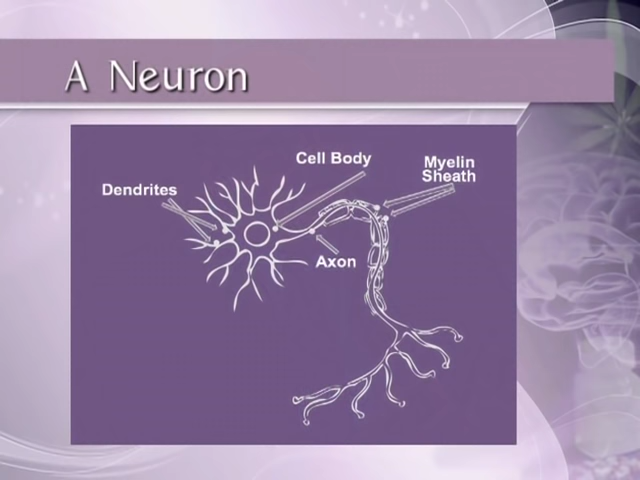 A Neuron
Cell Body
Myelin
Sheath
Dendrites
Axon